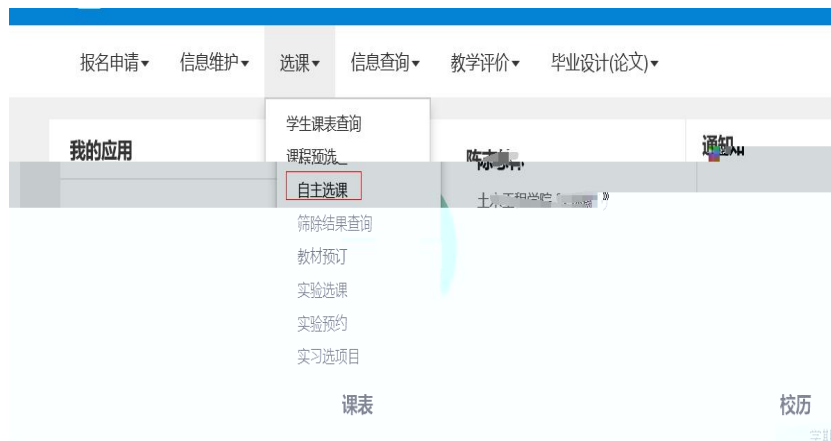 报名申请▾ 信息维护▾ 选课▾ 信息查询▾ 教学评价▾ 毕业设计(论文)▾
学生课表查询
我的应用
课程预选
通知
自主选课
土木工程学院
筛除结果查询
教材预订
实验选课
实验预约
实习选项目
课表 校历